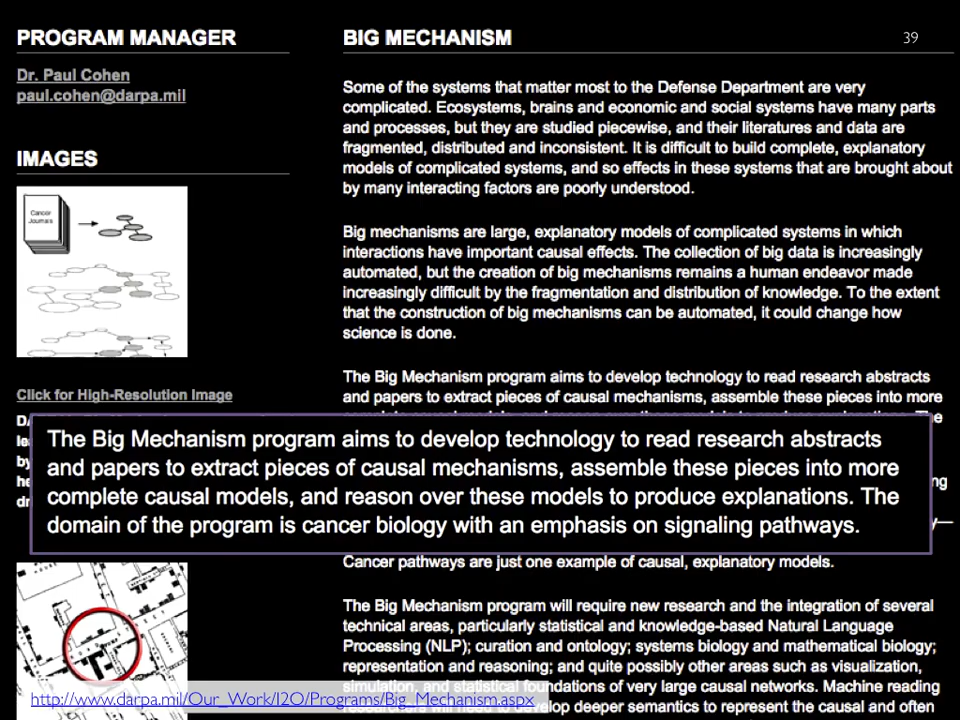 PROGRAM MANAGER
Dr. Paul Cohen
paul.cohen@darpa.mil
IMAGES
Cancer
Journals
Click for High-Resolution Image
BIG MECHANISM
39
Some of the systems that matter most to the Defense Department are very
complicated. Ecosystems, brains and economic and social systems have many parts
and processes, but they are studied piecewise, and their literatures and data are
fragmented, distributed and inconsistent. It is difficult to build complete, explanatory
models of complicated systems, and so effects in these systems that are brought about
by many interacting factors are poorly understood.
Big mechanisms are large, explanatory models of complicated systems in which
interactions have important causal effects. The collection of big data is increasingly
automated, but the creation of big mechanisms remains a human endeavor made
increasingly difficult by the fragmentation and distribution of knowledge. To the extent
that the construction of big mechanisms can be automated, it could change how
science is done.
The Big Mechanism program aims to develop technology to read research abstracts
and papers to extract pieces of causal mechanisms, assemble these pieces into more
The Big Mechanism program aims to develop technology to read research abstracts
and papers to extract pieces of causal mechanisms, assemble these pieces into more
complete causal models, and reason over these models to produce explanations. The
domain of the program is cancer biology with an emphasis on signaling pathways.
Cancer pathways are just one example of causal, explanatory models.
The Big Mechanism program will require new research and the integration of several
technical areas, particularly statistical and knowledge-based Natural Language
Processing (NLP); curation and ontology; systems biology and mathematical biology;
representation and reasoning; and quite possibly other areas such as visualization,
simulation, and statistical foundations of very large causal networks. Machine reading
develop deeper semantics to represent the causal and often
http://www.darpa.mil/Our_Work/I2O/Programs/Big_Mechanism.aspx